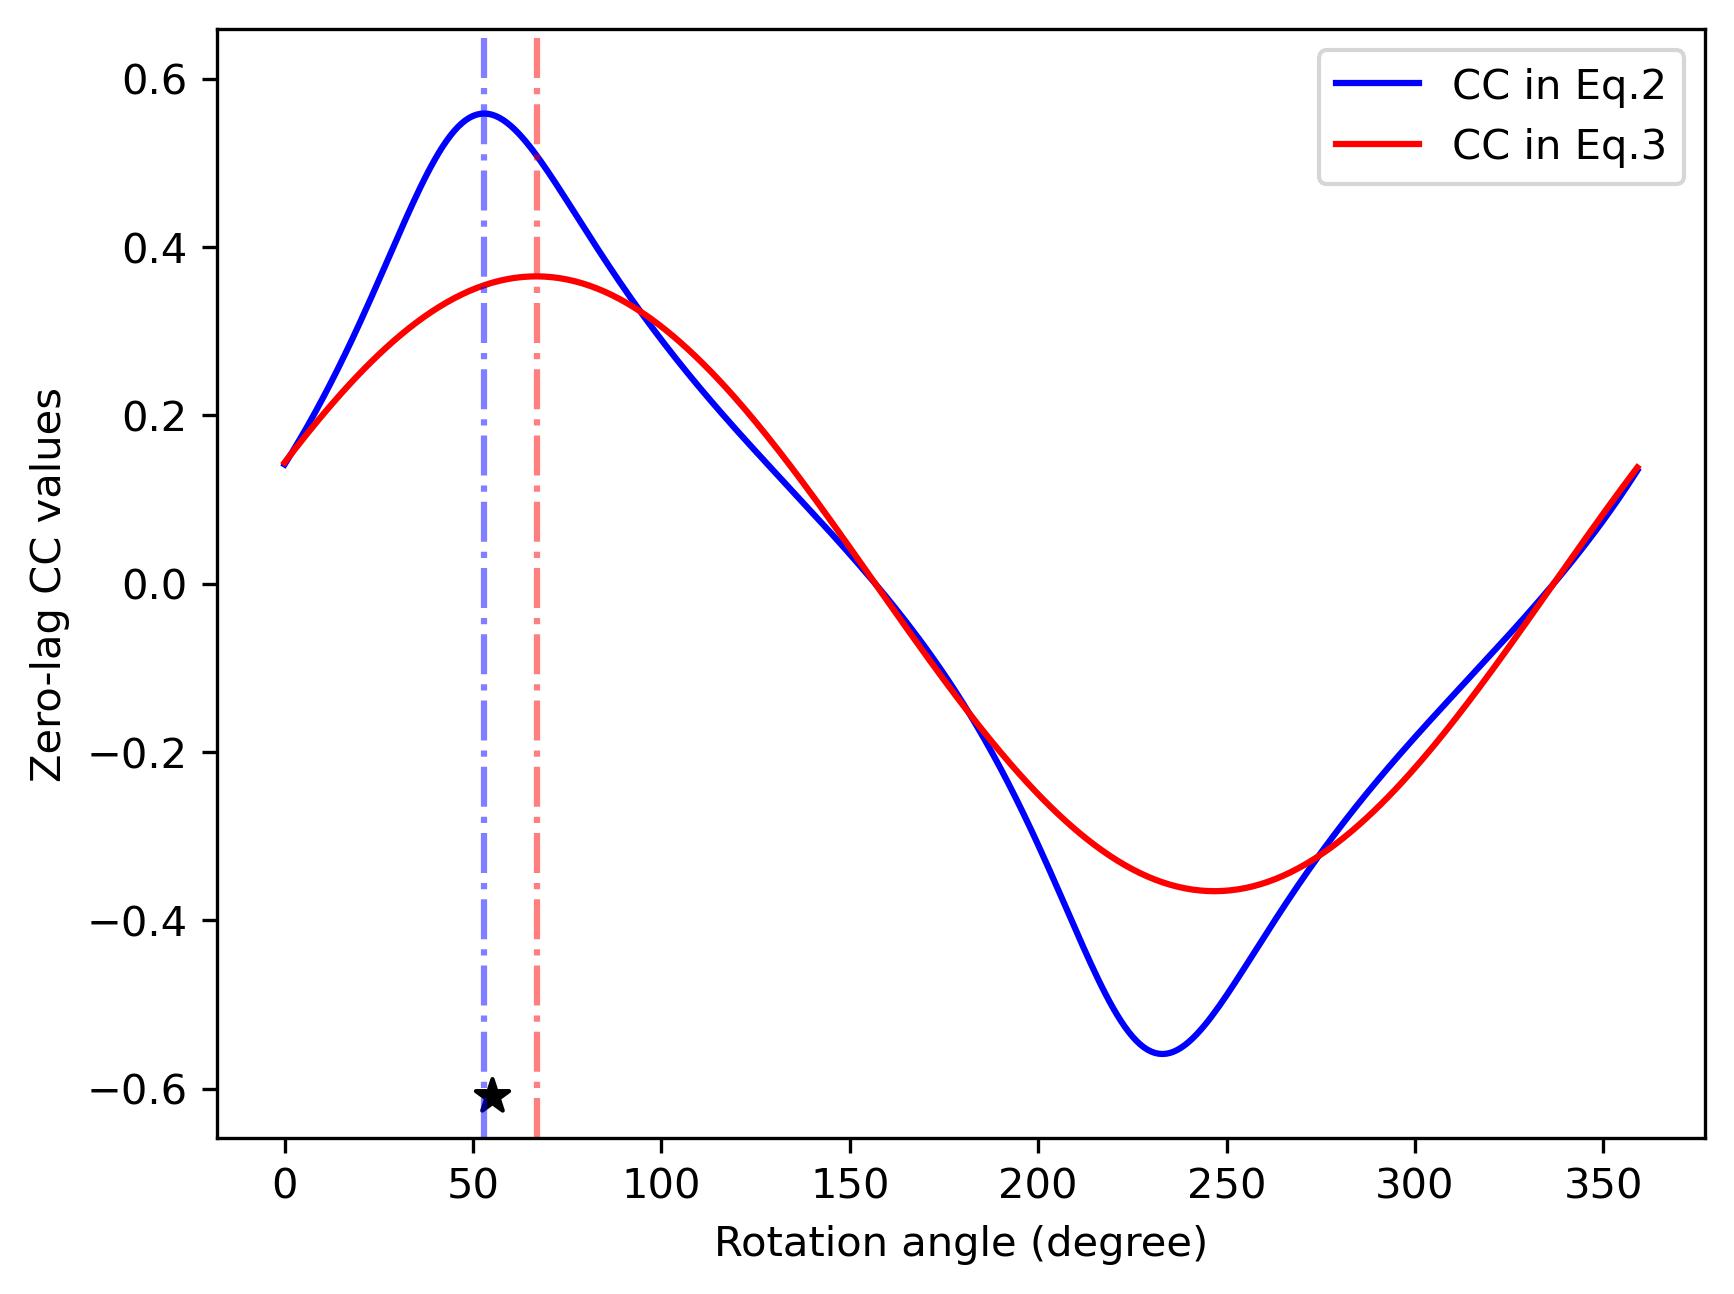 CC in Eq.2
CC in Eq.3
Zero-lag CC values
0.6
0.4
0.2
0.0
−0.2
−0.4
−0.6
0 50 100 150 200 250 300 350
Rotation angle (degree)